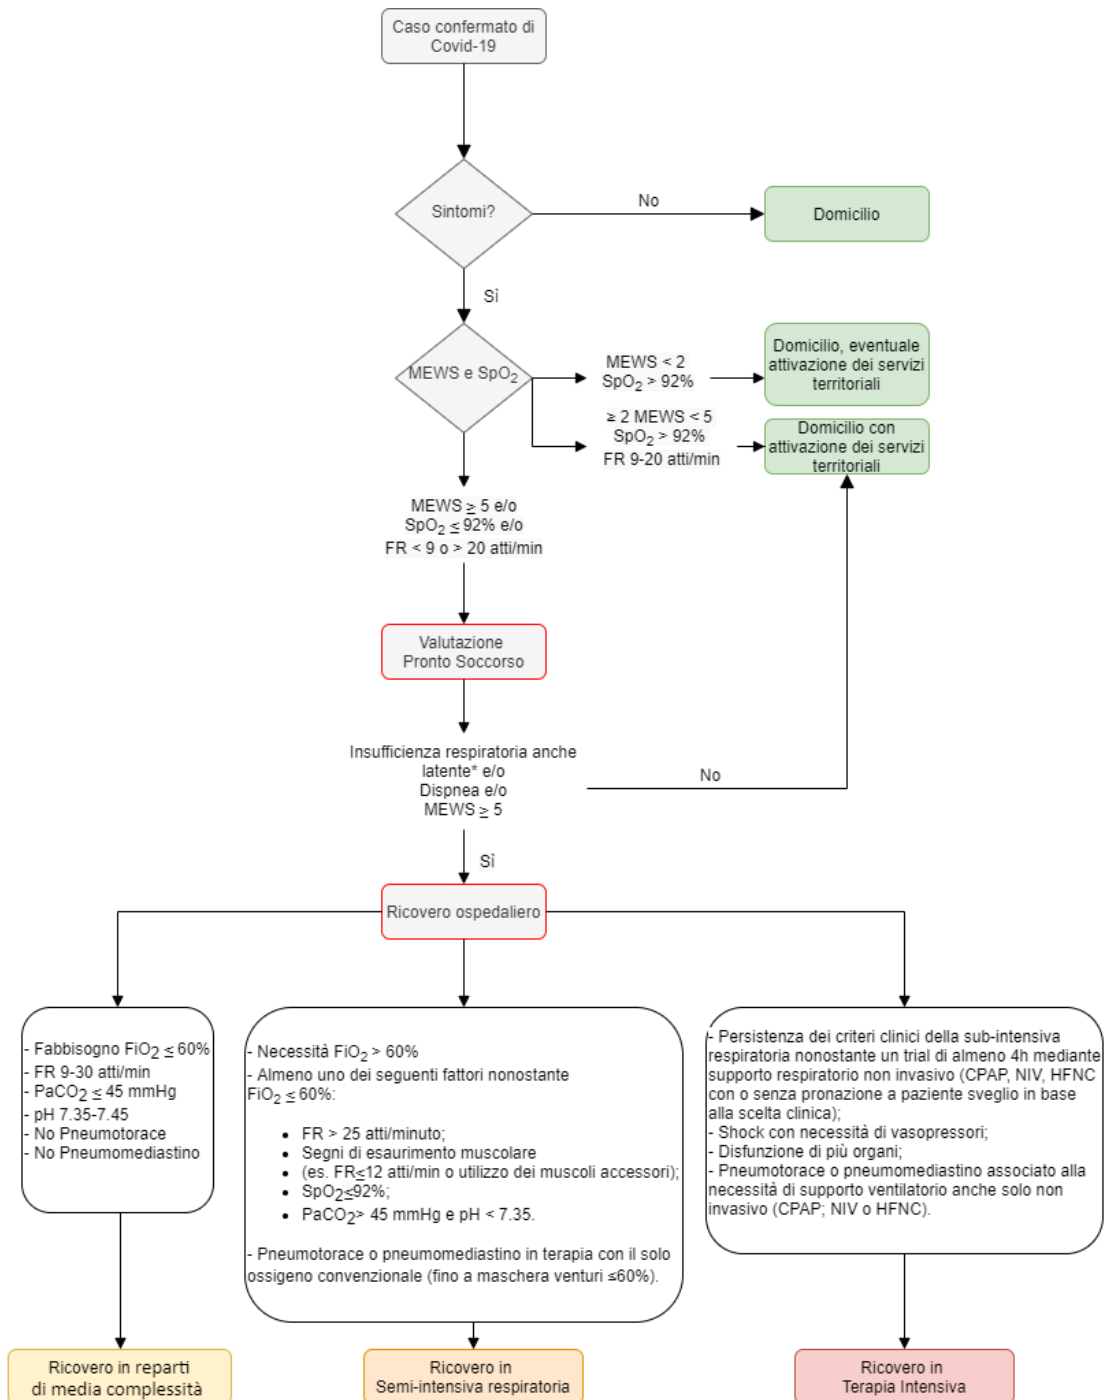 Caso confermato di
Covid-19
Sintomi?
No
Domicilio
Sì
MEWS e SpO2
MEWS < 2
SpO2 > 92%
Domicilio, eventuale
attivazione dei servizi
territoriali
≥ 2 MEWS < 5
SpO2 > 92%
FR 9-20 atti/min
Domicilio con
attivazione dei servizi
territoriali
MEWS ≥ 5 e/o
SpO2 ≤ 92% e/o
FR < 9 o > 20 atti/min
Valutazione
Pronto Soccorso
Insufficienza respiratoria anche
latente* e/o
Dispnea e/o
MEWS ≥ 5
No
Sì
Ricovero ospedaliero
- Fabbisogno FiO2 ≤ 60%
- FR 9-30 atti/min
- PaCO2 ≤ 45 mmHg
- pH 7.35-7.45
- No Pneumotorace
- No Pneumomediastino
- Necessità FiO2 > 60%
- Almeno uno dei seguenti fattori nonostante
FiO2 ≤ 60%:
• FR > 25 atti/minuto;
• Segni di esaurimento muscolare
• (es. FR≤12 atti/min o utilizzo dei muscoli accessori);
• SpO2≤92%;
• PaCO2> 45 mmHg e pH < 7.35.
- Pneumotorace o pneumomediastino in terapia con il solo
ossigeno convenzionale (fino a maschera venturi ≤60%).
- Persistenza dei criteri clinici della sub-intensiva
respiratoria nonostante un trial di almeno 4h mediante
supporto respiratorio non invasivo (CPAP, NIV, HFNC
con o senza pronazione a paziente sveglio in base
alla scelta clinica);
- Shock con necessità di vasopressori;
- Disfunzione di più organi;
- Pneumotorace o pneumomediastino associato alla
necessità di supporto ventilatorio anche solo non
invasivo (CPAP; NIV o HFNC).
Ricovero in reparti
di media complessità
Ricovero in
Semi-intensiva respiratoria
Ricovero in
Terapia Intensiva